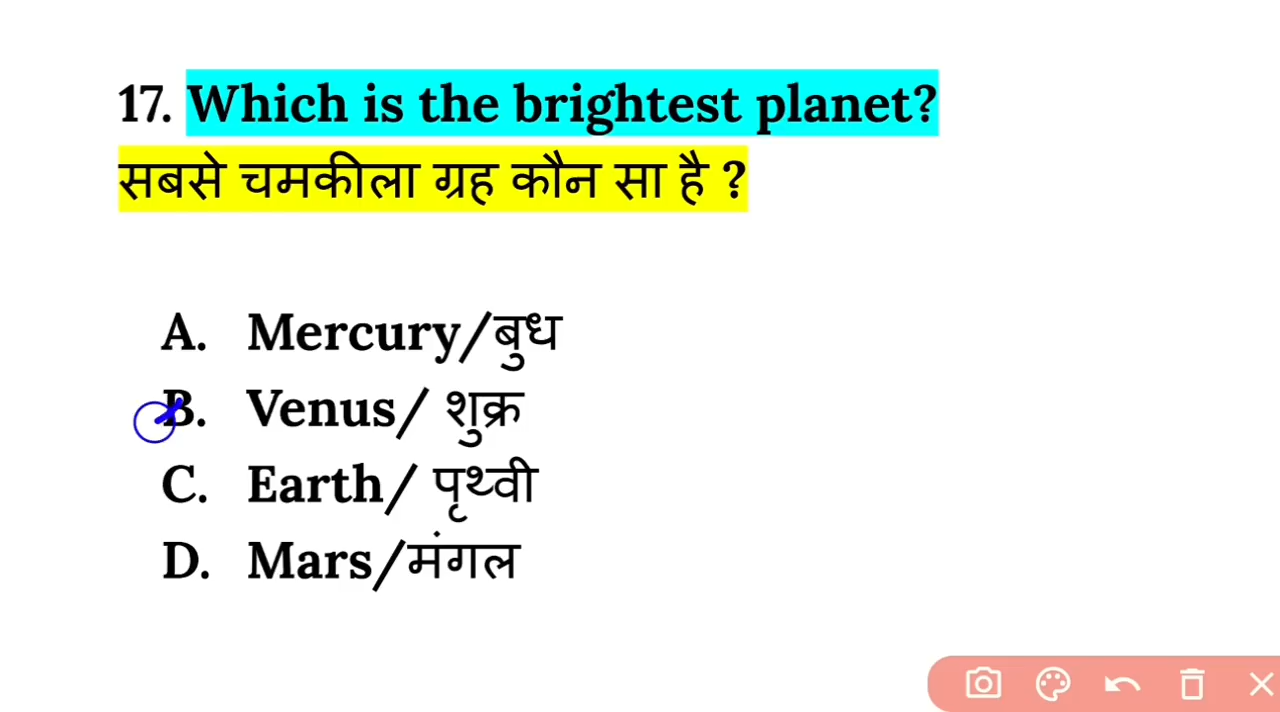 17. Which is the brightest planet?
सबसे चमकीला ग्रह कौन सा है ?
A. Mercury/बुध
B. Venus/ शुक्र
C. Earth/ पृथ्वी
D. Mars/मंगल